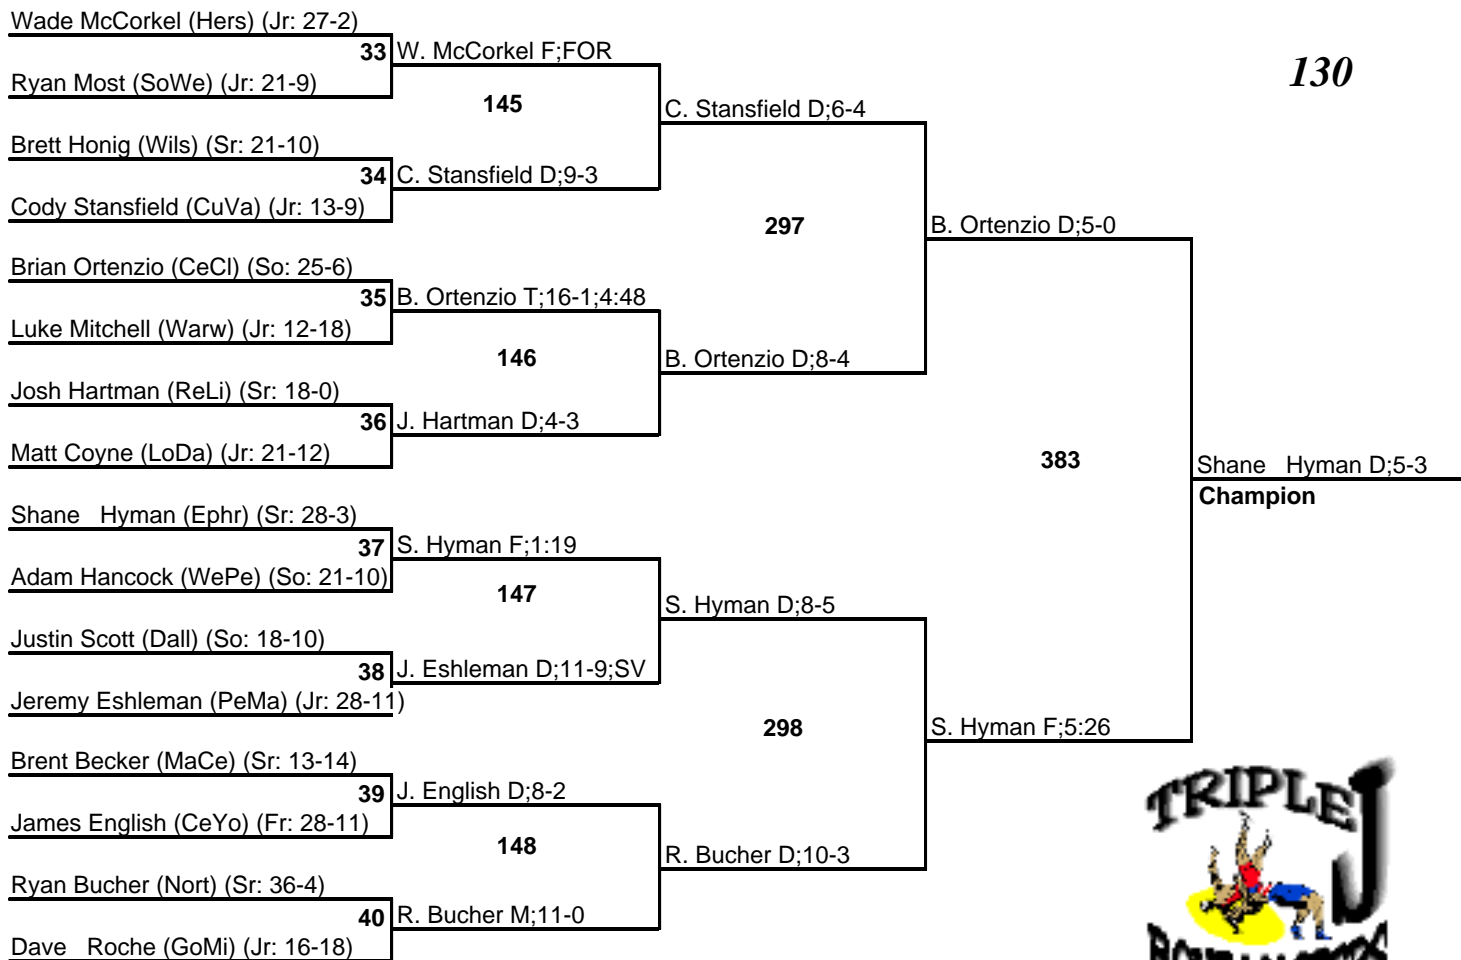 Wade McCorkel (Hers) (Jr: 27-2)
33 W. McCorkel F;FOR
130
Ryan Most (SoWe) (Jr: 21-9)
145
C. Stansfield D;6-4
Brett Honig (Wils) (Sr: 21-10)
34 C. Stansfield D;9-3
Cody Stansfield (CuVa) (Jr: 13-9)
297
B. Ortenzio D;5-0
Brian Ortenzio (CeCl) (So: 25-6)
35 B. Ortenzio T;16-1;4:48
Luke Mitchell (Warw) (Jr: 12-18)
146
B. Ortenzio D;8-4
Josh Hartman (ReLi) (Sr: 18-0)
36 J. Hartman D;4-3
Matt Coyne (LoDa) (Jr: 21-12)
383
Shane Hyman D;5-3
Champion
Shane Hyman (Ephr) (Sr: 28-3)
37 S. Hyman F;1:19
Adam Hancock (WePe) (So: 21-10)
147
S. Hyman D;8-5
Justin Scott (Dall) (So: 18-10)
38 J. Eshleman D;11-9;SV
Jeremy Eshleman (PeMa) (Jr: 28-11)
298
S. Hyman F;5:26
Brent Becker (MaCe) (Sr: 13-14)
39 J. English D;8-2
James English (CeYo) (Fr: 28-11)
148
R. Bucher D;10-3
Ryan Bucher (Nort) (Sr: 36-4)
40 R. Bucher M;11-0
Dave Roche (GoMi) (Jr: 16-18)
TRIPLE J